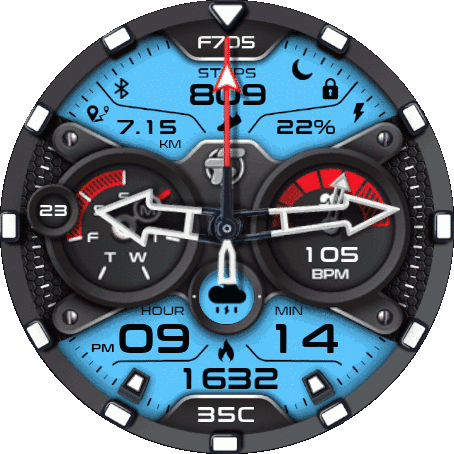 F705
STEPS
809
7.15
KM
22%
23
S
S
M
F
T
T W
105
BPM
HOUR
MIN
PM 09
14
1632
35C